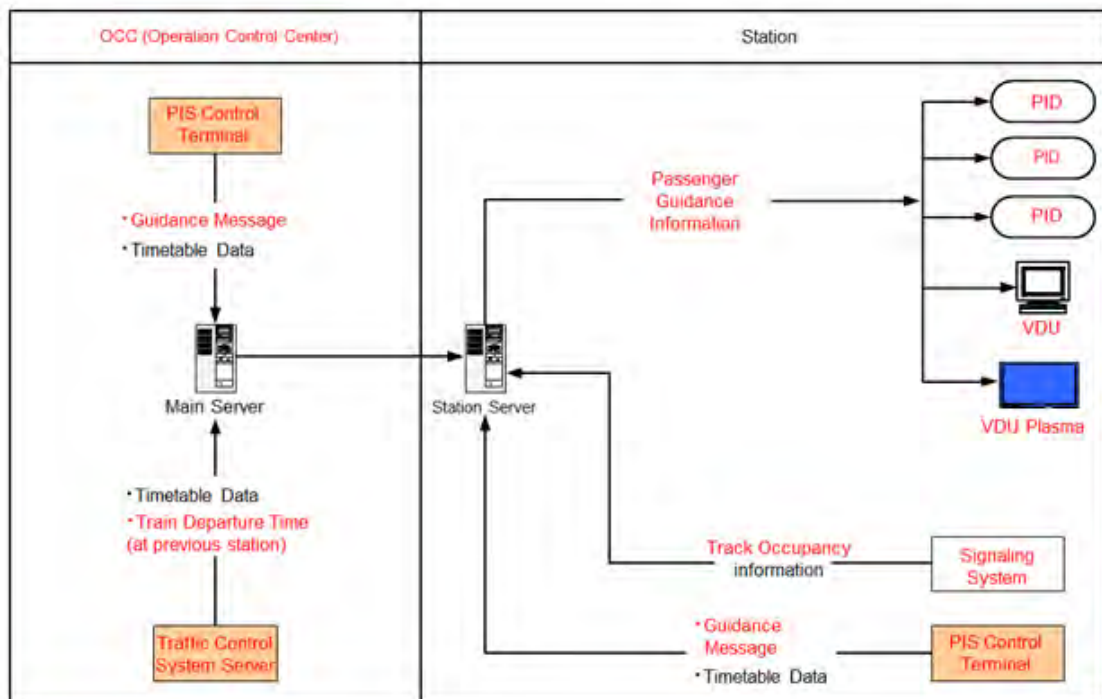 OCC (Operation Control Center)
Station
PIS Control
Terminal
・Guidance Message
・Timetable Data
Main Server
・Timetable Data
・Train Departure Time
(at previous station)
Traffic Control
System Server
Passenger
Guidance
Information
PID
PID
PID
VDU
VDU Plasma
Station Server
Track Occupancy
information
Signaling
System
・Guidance
Message
・Timetable Data
PIS Control
Terminal